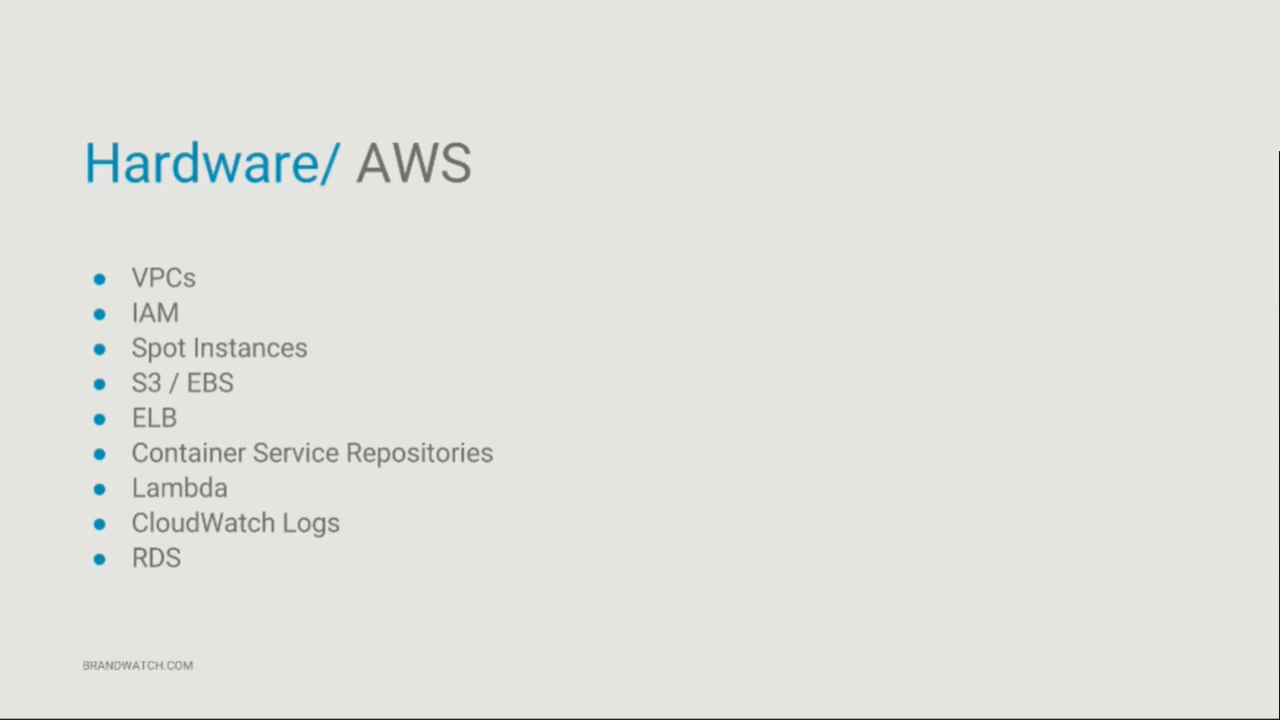 Hardware/ AWS
● VPCs
● IAM
● Spot Instances
● S3 / EBS
● ELB
● Container Service Repositories
● Lambda
● CloudWatch Logs
● RDS
BRANDWATCH.COM